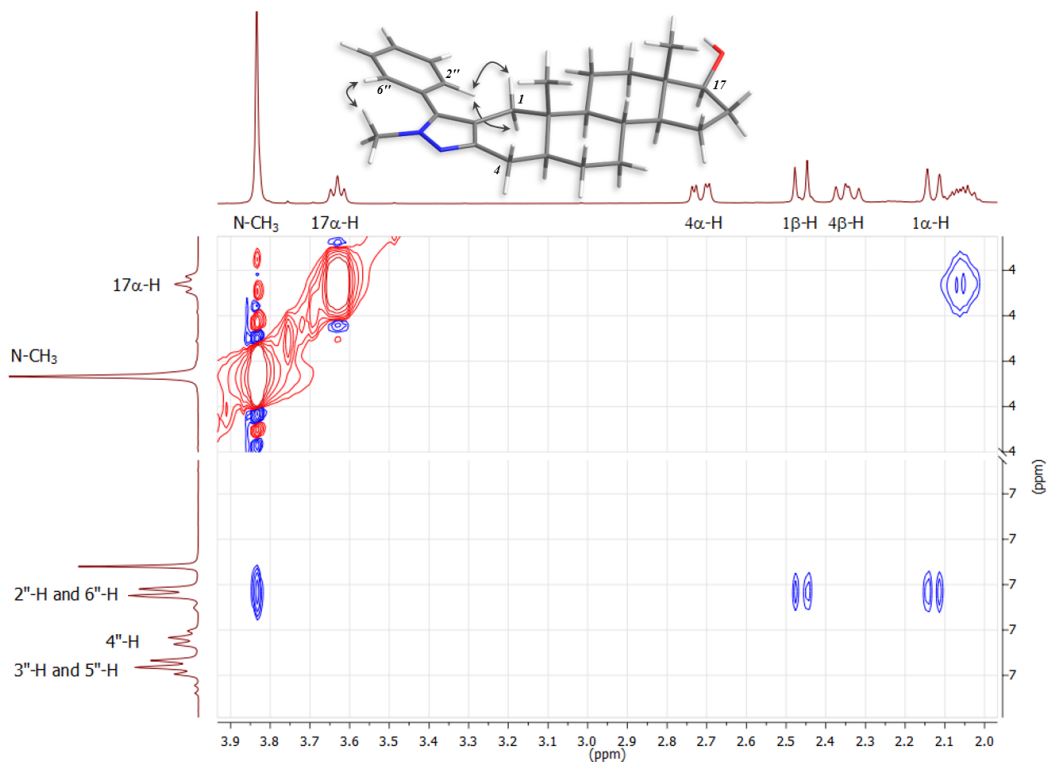 2''
6''
1
17
4
N-CH3
17α-H
4α-H
1β-H
4β-H
1α-H
17α-H
N-CH3
2"-H and 6"-H
4"-H
3"-H and 5"-H
4
4
4
4
4
7
7
7
7
7
(ppm)
3.9 3.8 3.7 3.6 3.5 3.4 3.3 3.2 3.1 3.0 2.9 2.8 2.7 2.6 2.5 2.4 2.3 2.2 2.1 2.0
(ppm)